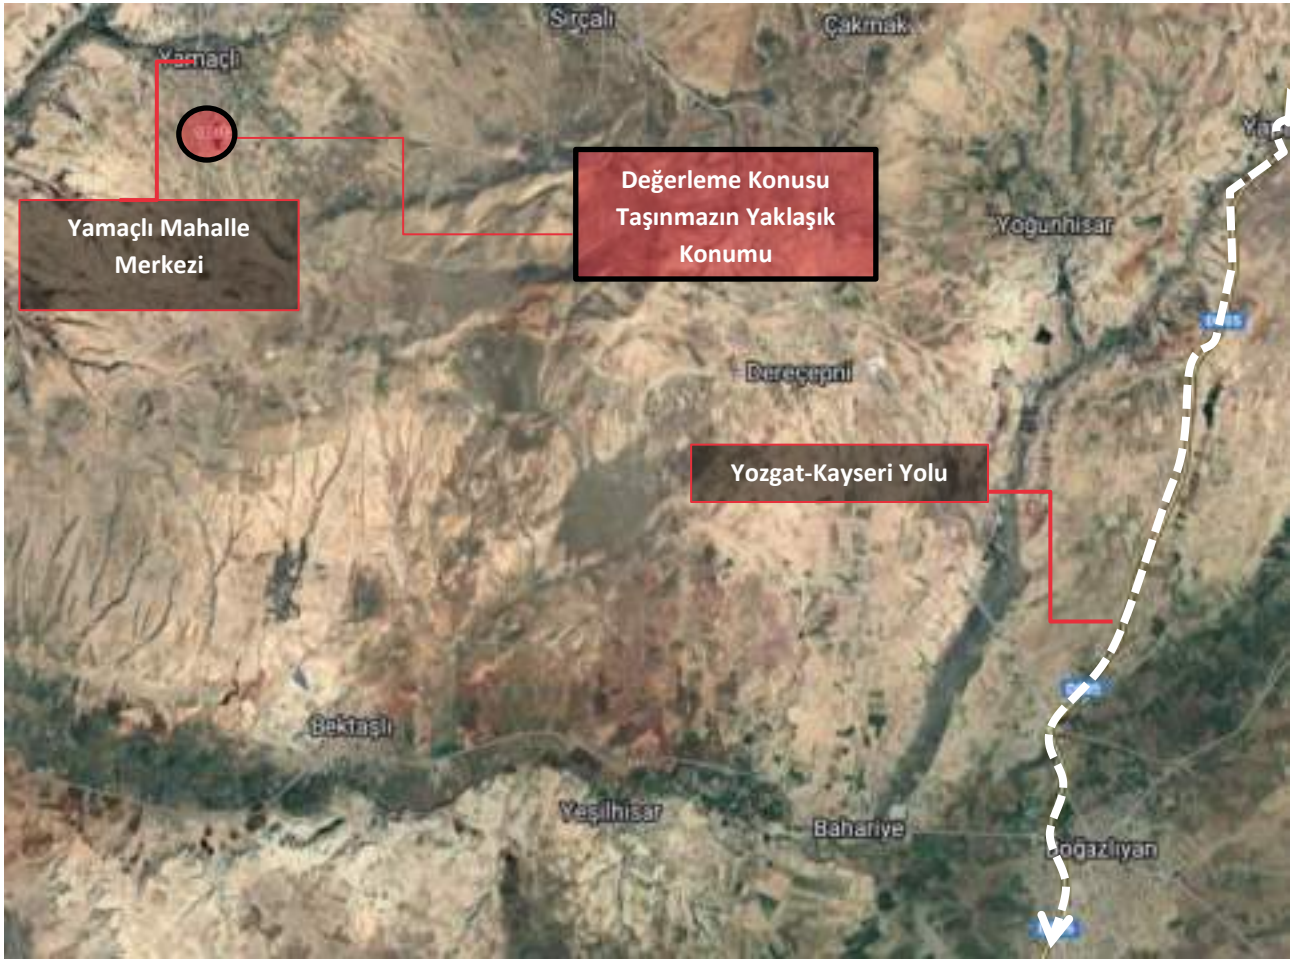 Sırçalı
Çakmak
Yamaçlı
Değerleme Konusu
Taşınmazın Yaklaşık
Konumu
Yamaçlı Mahalle
Merkezi
Yoğunhisar
Dereçepni
Yozgat-Kayseri Yolu
Bektaşlı
Yeşilhisar
Bahariye
Boğazlıyan